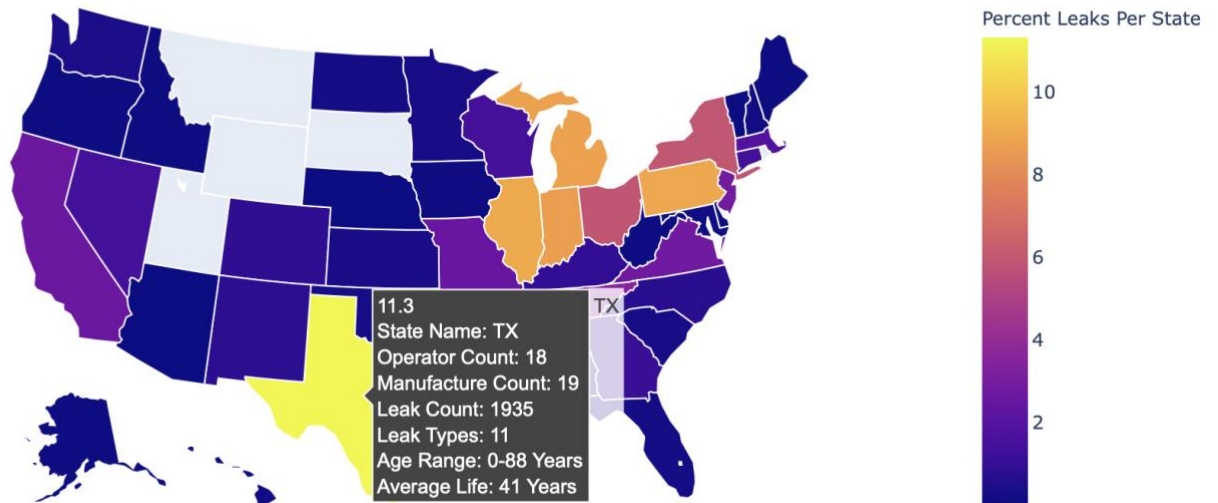 Percent Leaks Per State
10
8
6
4
2
11.3
State Name: TX
Operator Count: 18
Manufacture Count: 19
Leak Count: 1935
Leak Types: 11
Age Range: 0-88 Years
Average Life: 41 Years
TX